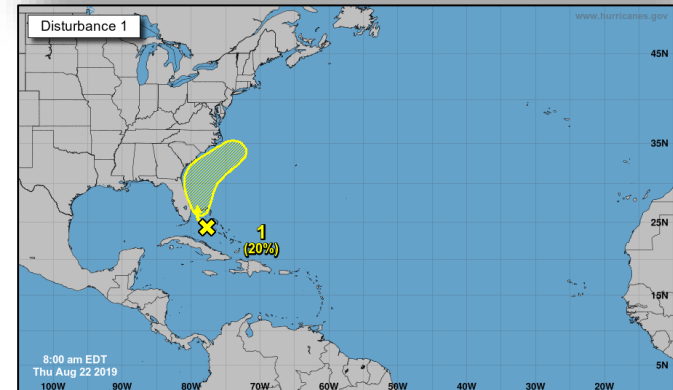 Disturbance 1
www.hurricanes.gov
45N
35N
25N
1
(20%)
15N
8:00 am EDT
Thu Aug 22 2019
5N
100W 90W 80W 70W 60W 50W 40W 30W 20W